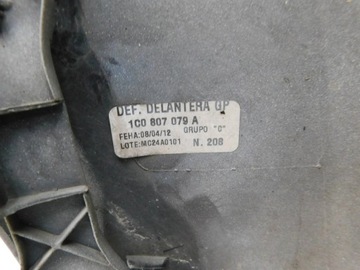 DEF. DELANTERA GP
1C0 807 079 A
FEHA:08/04/12 GRUPO "C"
LOTE:MC24A0101 N. 208